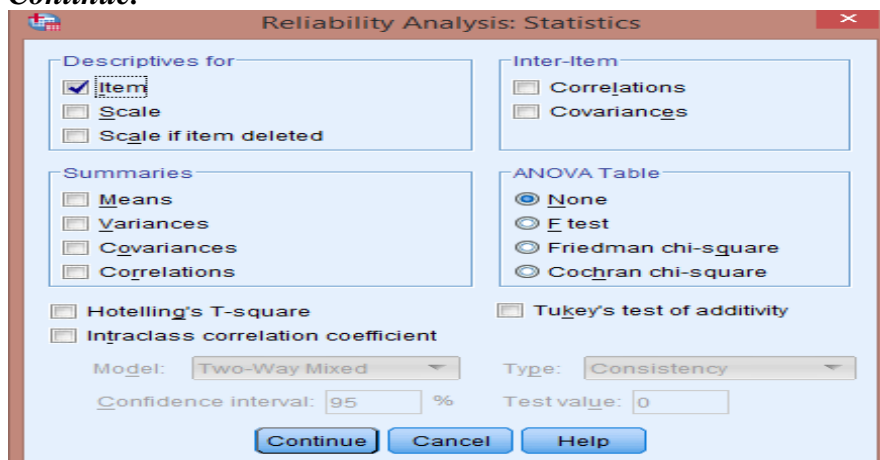 Continue.
Reliability Analysis: Statistics
Descriptives for
Item
Scale
Scale if item deleted
Inter-Item
Correlations
Covariances
Summaries
Means
Variances
Covariances
Correlations
ANOVA Table
None
F test
Friedman chi-square
Cochran chi-square
Hotelling's T-square
Tukey's test of additivity
Intraclass correlation coefficient
Model: Two-Way Mixed
Type: Consistency
Confidence interval: 95 %
Test value: 0
Continue
Cancel
Help